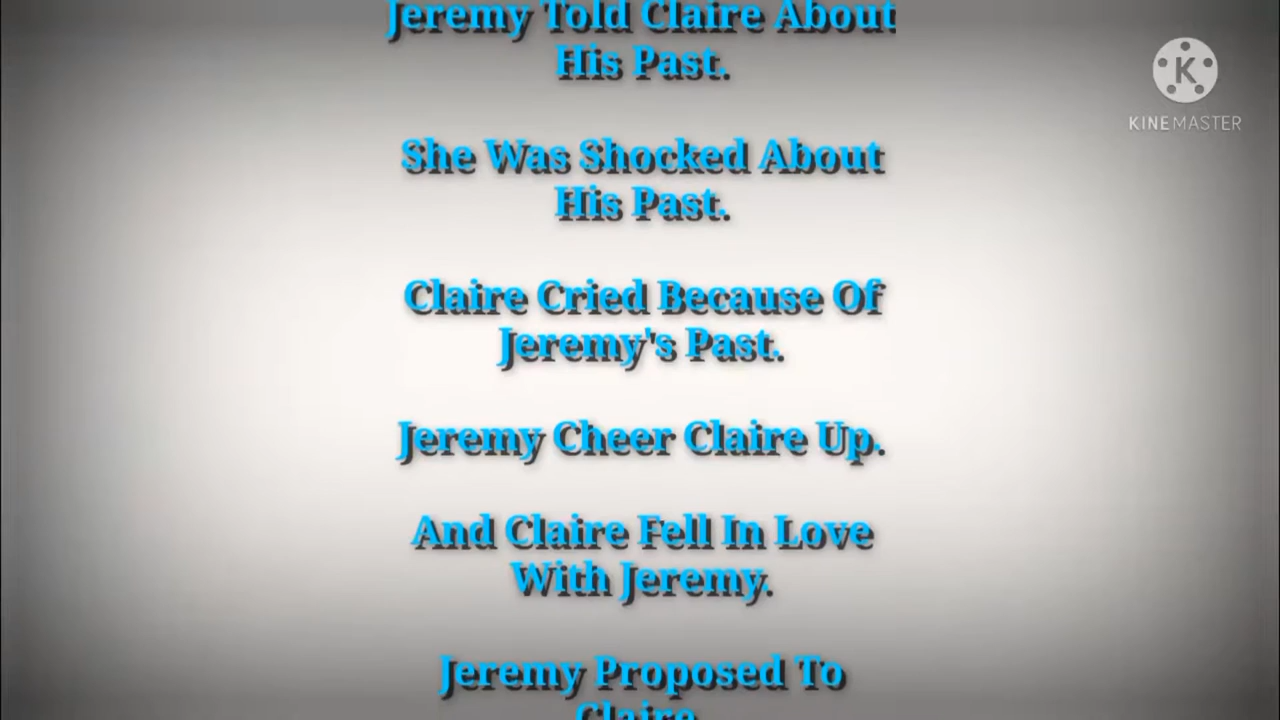 Jeremy Told Claire About
His Past.
She Was Shocked About
His Past.
Claire Cried Because Of
Jeremy's Past.
Jeremy Cheer Claire Up.
And Claire Fell In Love
With Jeremy.
Jeremy Proposed To
Claire
K
KINEMASTER